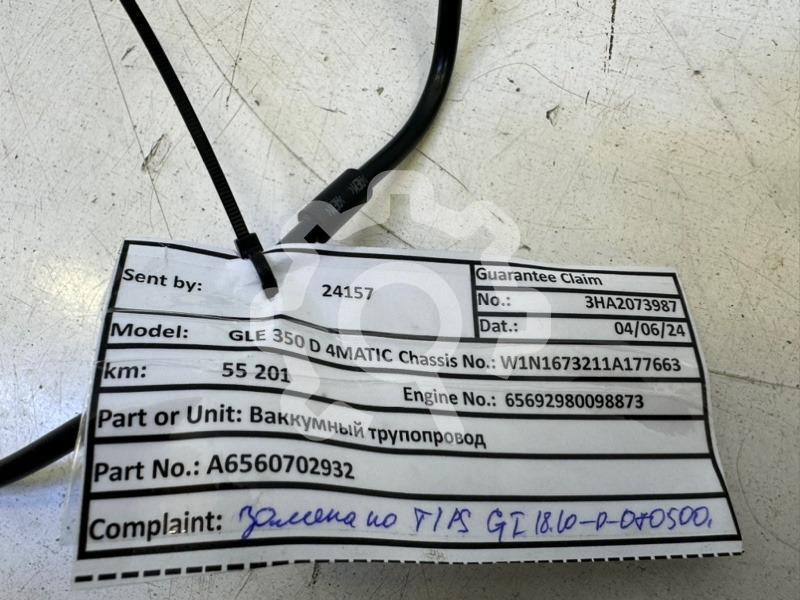 Sent by: 24157
Guarantee Claim
No.: 3HA2073987
Dat.: 04/06/24
Model: GLE 350 D 4MATIC Chassis No.: W1N1673211A177663
km: 55 201
Engine No.: 65692980098873
Part or Unit: Ваккумный трупопровод
Part No.: A6560702932
Complaint: Замена по TIPS GI 18.10-P-070500.